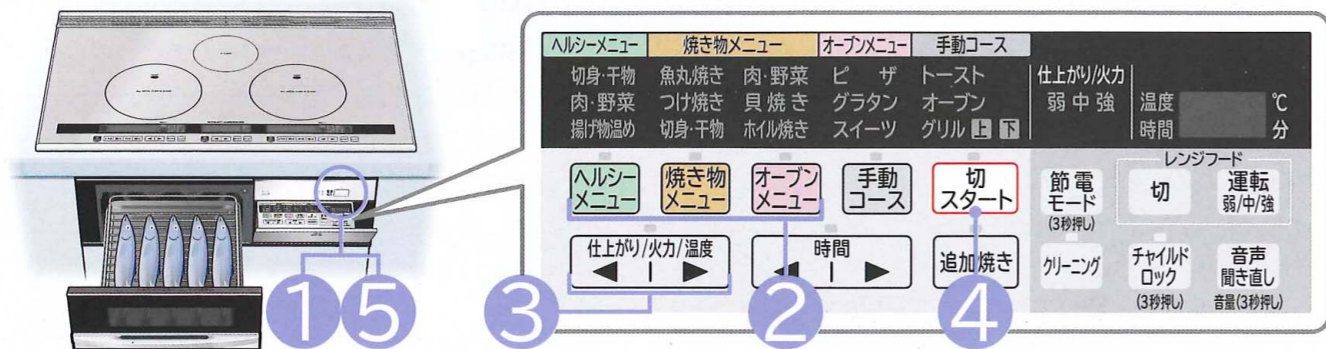 ヘルシーメニュー 焼き物メニュー オーブンメニュー 手動コース
切身･干物 魚丸焼き 肉･野菜 ピ ザ トースト
肉･野菜 つけ焼き 貝焼き グラタン オーブン
揚げ物温め 切身･干物 ホイル焼き スイーツ グリル 上 下
仕上がり/火力
弱 中 強
温度 ℃
時間 分
ヘルシー
メニュー
焼き物
メニュー
オーブン
メニュー
手動
コース
切
スタート
節電
モード
(3秒押し)
レンジフード
切
運転
弱/中/強
仕上がり/火力/温度
◀ | ▶
時間
◀ | ▶
追加焼き
クリーニング
チャイルド
ロック
(3秒押し)
音声
聞き直し
音量(3秒押し)
1 5
3
2
4